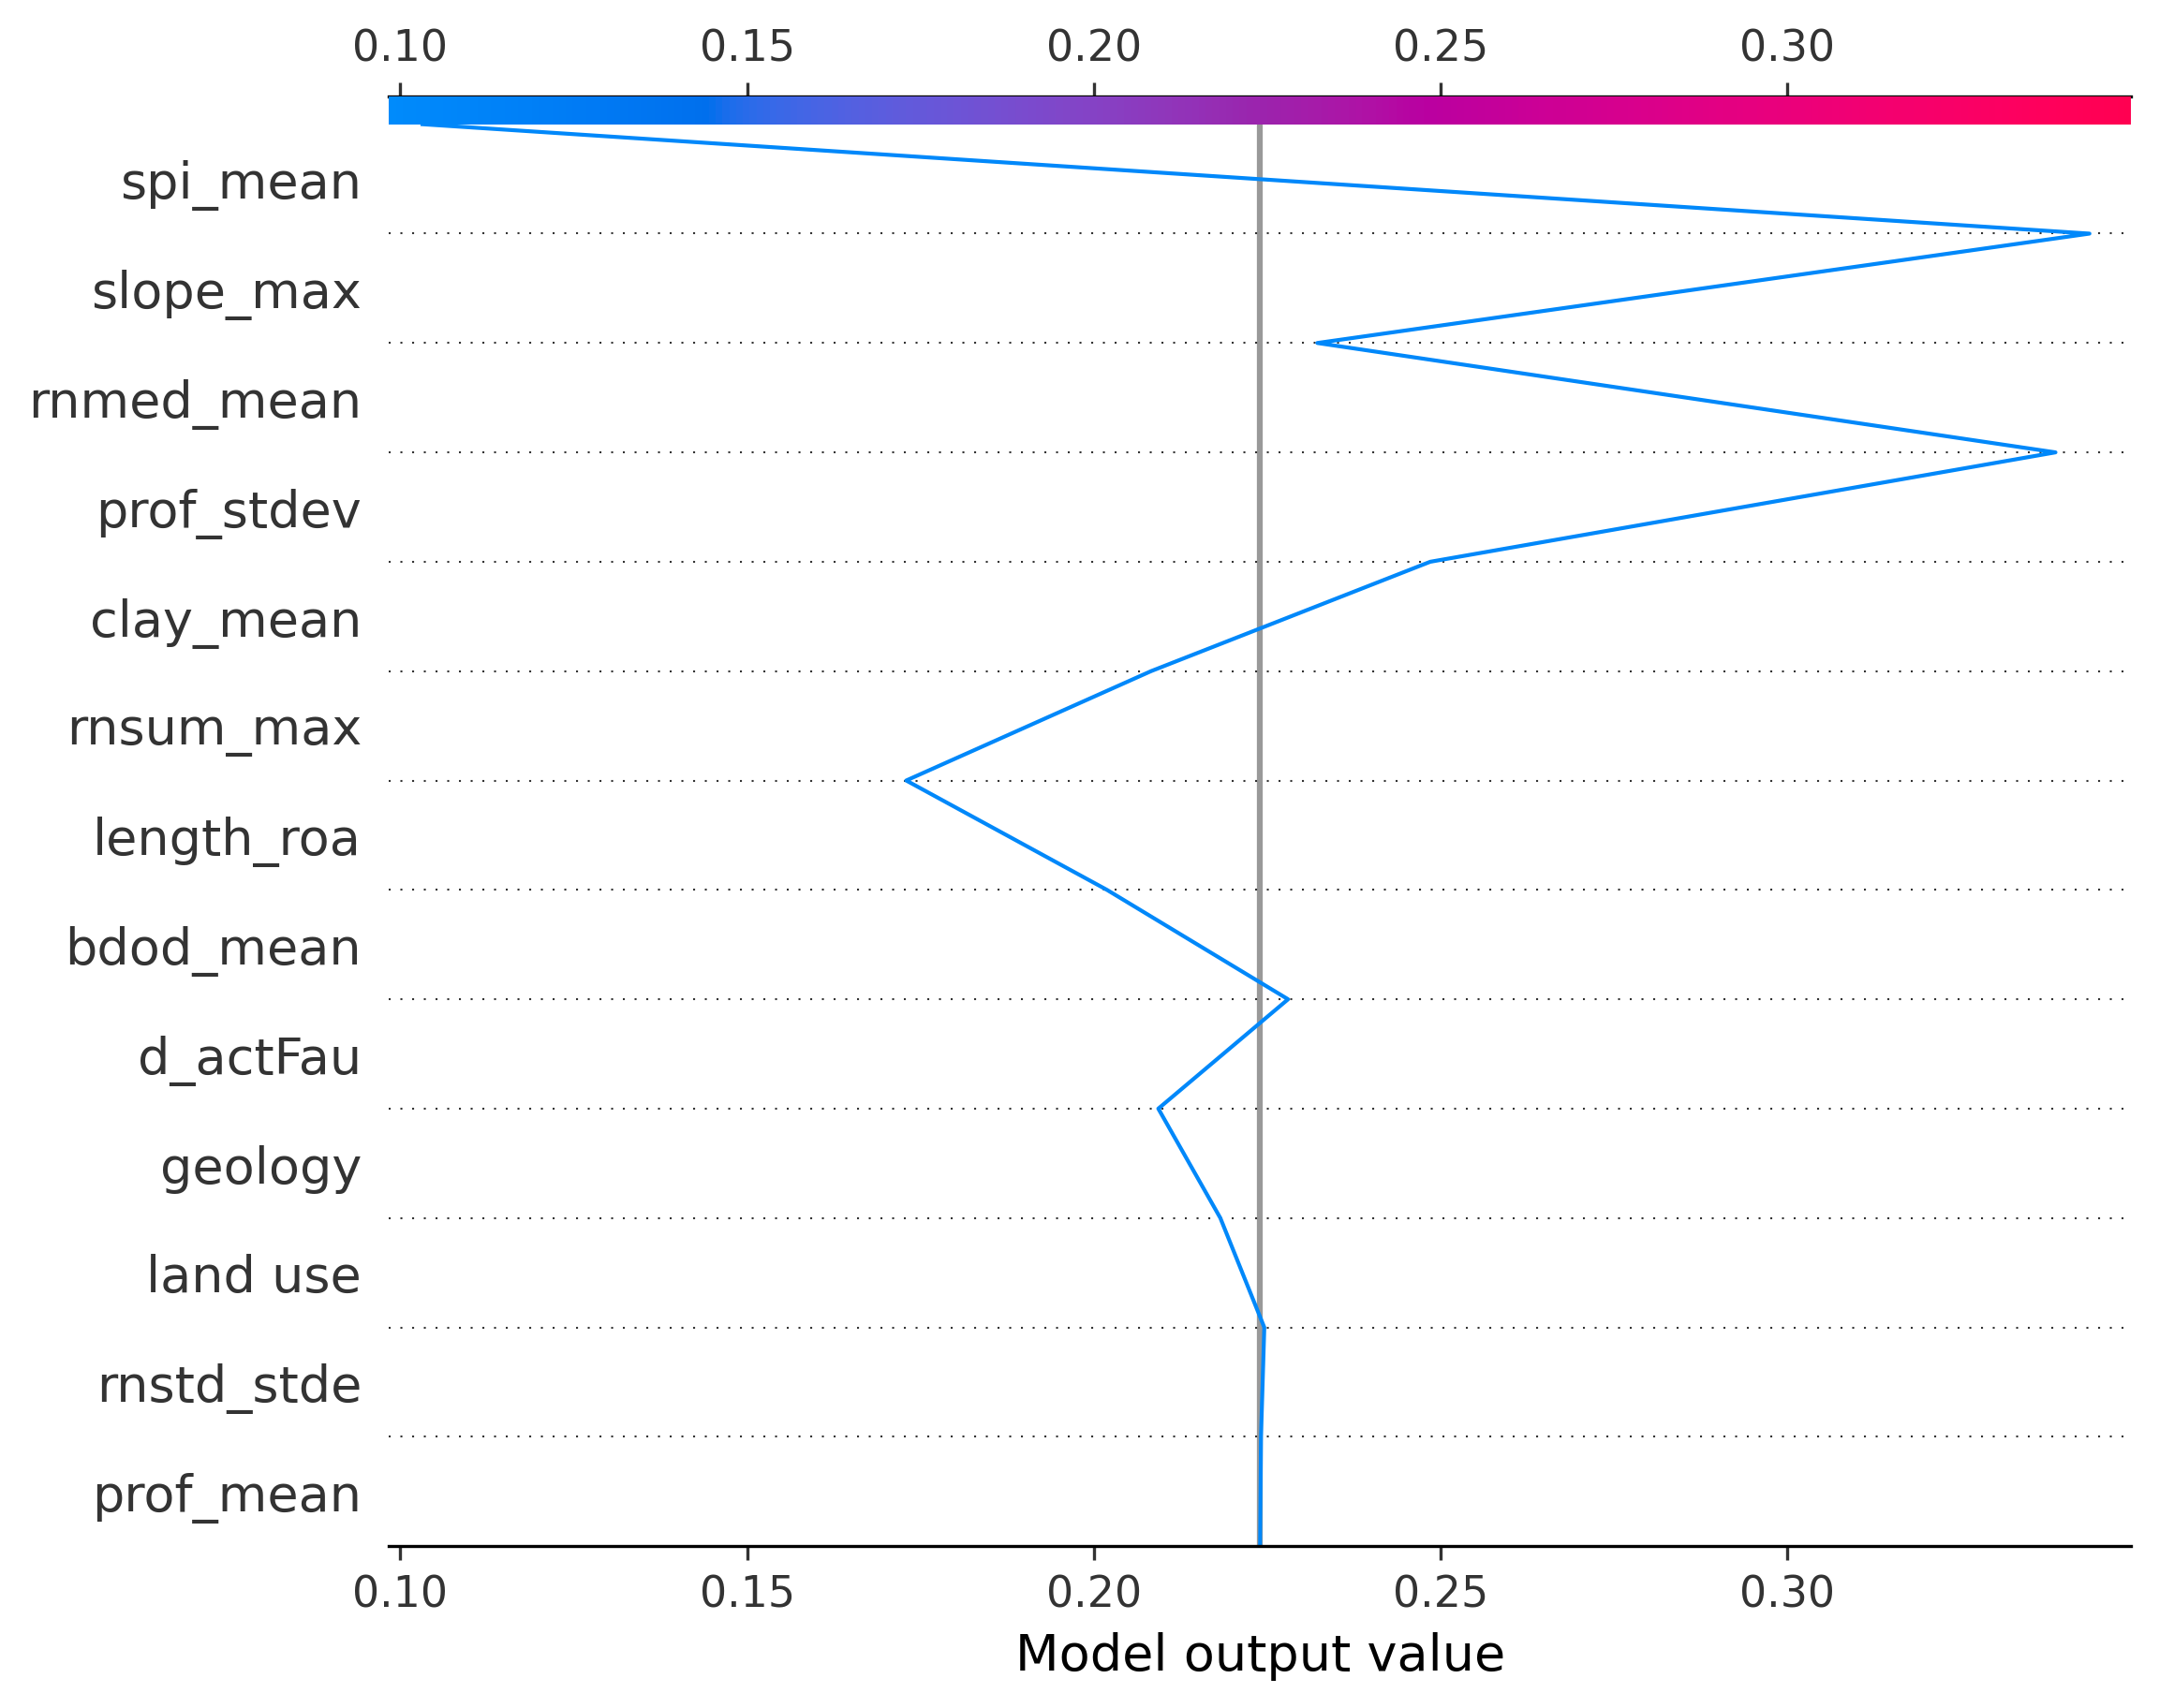 0.10 0.15 0.20 0.25 0.30
spi_mean
slope_max
rnmed_mean
prof_stdev
clay_mean
rnsum_max
length_roa
bdod_mean
d_actFau
geology
land use
rnstd_stde
prof_mean
0.10 0.15 0.20 0.25 0.30
Model output value